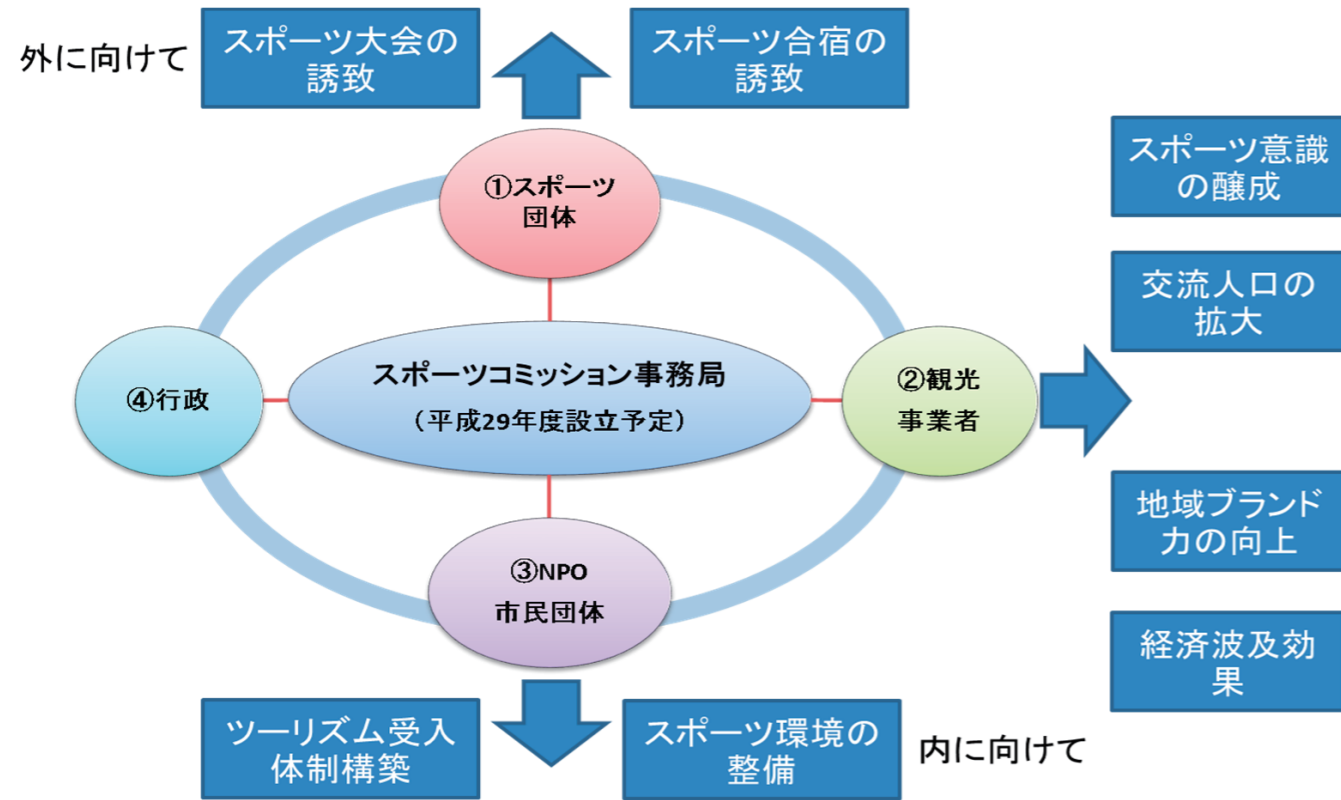 外に向けて
スポーツ大会の
誘致
スポーツ合宿の
誘致
スポーツ意識
の醸成
交流人口の
拡大
①スポーツ
団体
スポーツコミッション事務局
（平成29年度設立予定）
④行政
②観光
事業者
③NPO
市民団体
地域ブランド
力の向上
経済波及効
果
ツーリズム受入
体制構築
スポーツ環境の
整備
内に向けて